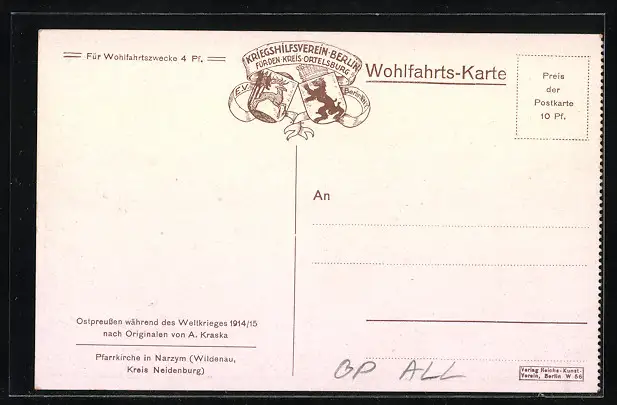 Für Wohlfahrtszwecke 4 Pf.
KRIEGSHILFSVEREIN-BERLIN
FÜR DEN-KREIS-ORTELSBURG
E.V.
Wohlfahrts-Karte
Preis
der
Postkarte
10 Pf.
An
Ostpreußen während des Weltkrieges 1914/15
nach Originalen von A. Kraska
Pfarrkirche in Narzym (Wildenau,
Kreis Neidenburg)
GP ALL
Verlag Reichs-Kunst-
Verein, Berlin W 56